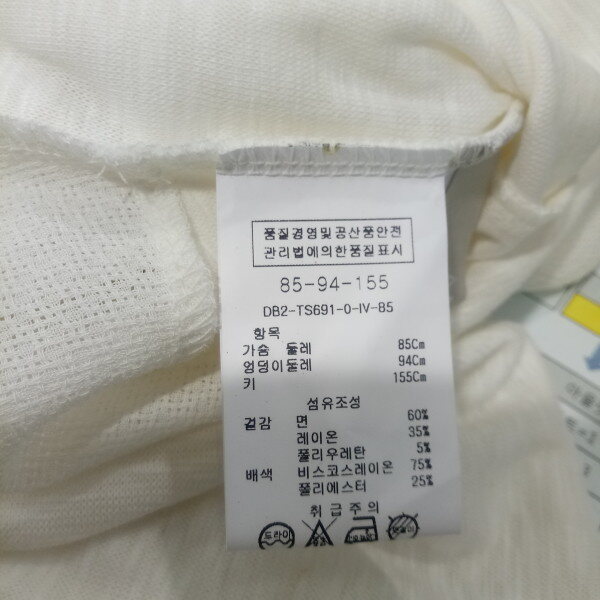 품질경영및공산품안전
관리법에의한품질표시
85-94-155
DB2-TS691-0-IV-85
항목
가슴 둘레 85Cm
엉덩이둘레 94Cm
키 155Cm
섬유조성
겉감 면 60%
레이온 35%
폴리우레탄 5%
배색 비스코스레이온 75%
폴리에스터 25%
취급주의
드라이